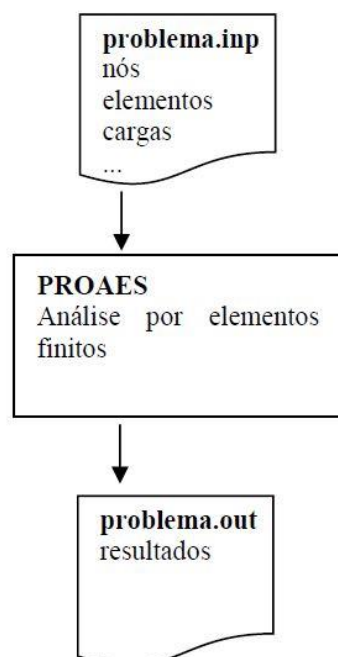 problema.inp
nós
elementos
cargas
...
PROAES
Análise por elementos
finitos
problema.out
resultados